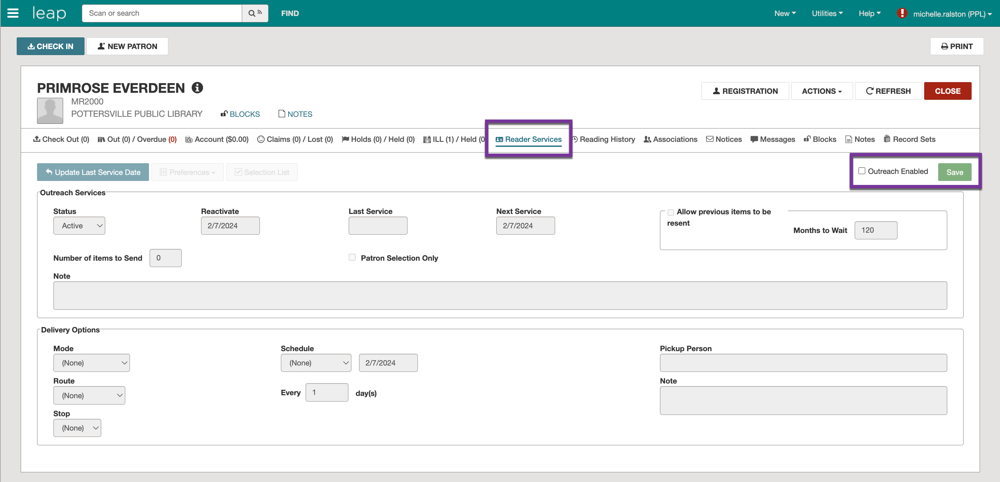 leap
Scan or search
FIND
New
Utilities
Help
michelle.ralston (PPL)
CHECK IN
NEW PATRON
PRINT
PRIMROSE EVERDEEN
MR2000
POTTERSVILLE PUBLIC LIBRARY
BLOCKS
NOTES
REGISTRATION
ACTIONS
REFRESH
CLOSE
Check Out (0)
Out (0) / Overdue (0)
Account ($0.00)
Claims (0) / Lost (0)
Holds (0) / Held (0)
ILL (1) / Held (0
Reader Services
Reading History
Associations
Notices
Messages
Blocks
Notes
Record Sets
Update Last Service Date
Preferences
Selection List
Outreach Enabled
Save
Outreach Services
Status
Active
Reactivate
2/7/2024
Last Service
Next Service
2/7/2024
Allow previous items to be
resent
Months to Wait
120
Number of items to Send
0
Patron Selection Only
Note
Delivery Options
Mode
(None)
Schedule
(None)
2/7/2024
Pickup Person
Route
(None)
Every
1
day(s)
Note
Stop
(None)